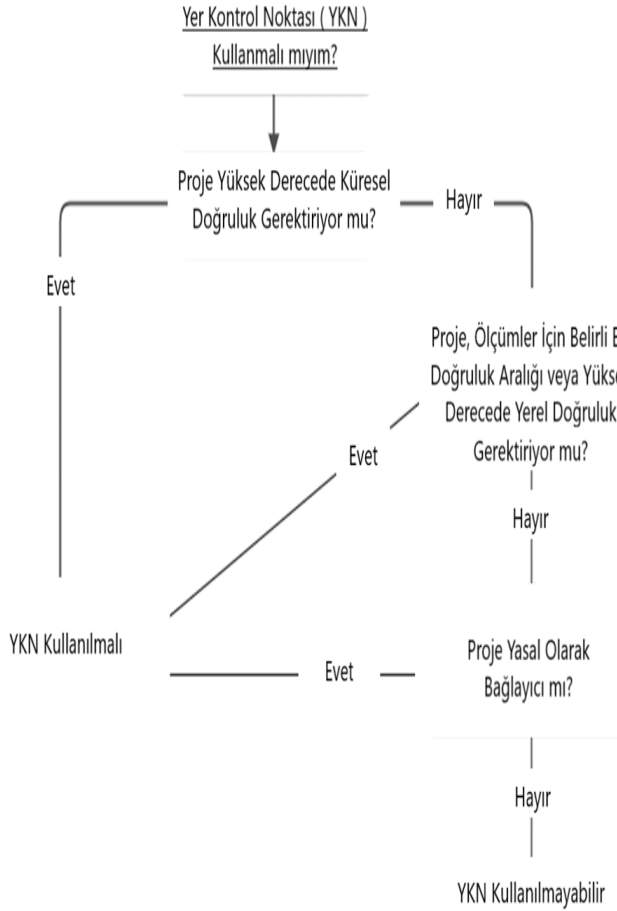 Yer Kontrol Noktası ( YKN )
Kullanmalı mıyım?
Proje Yüksek Derecede Küresel
Doğruluk Gerektiriyor mu?
Hayır
Evet
Proje, Ölçümler İçin Belirli
Doğruluk Aralığı veya
Derecede Yerel Doğruluk
Gerektiriyor mu?
Evet
Hayır
YKN Kullanılmalı
Proje Yasal Olarak
Bağlayıcı mı?
Evet
Hayır
YKN Kullanılmayabilir